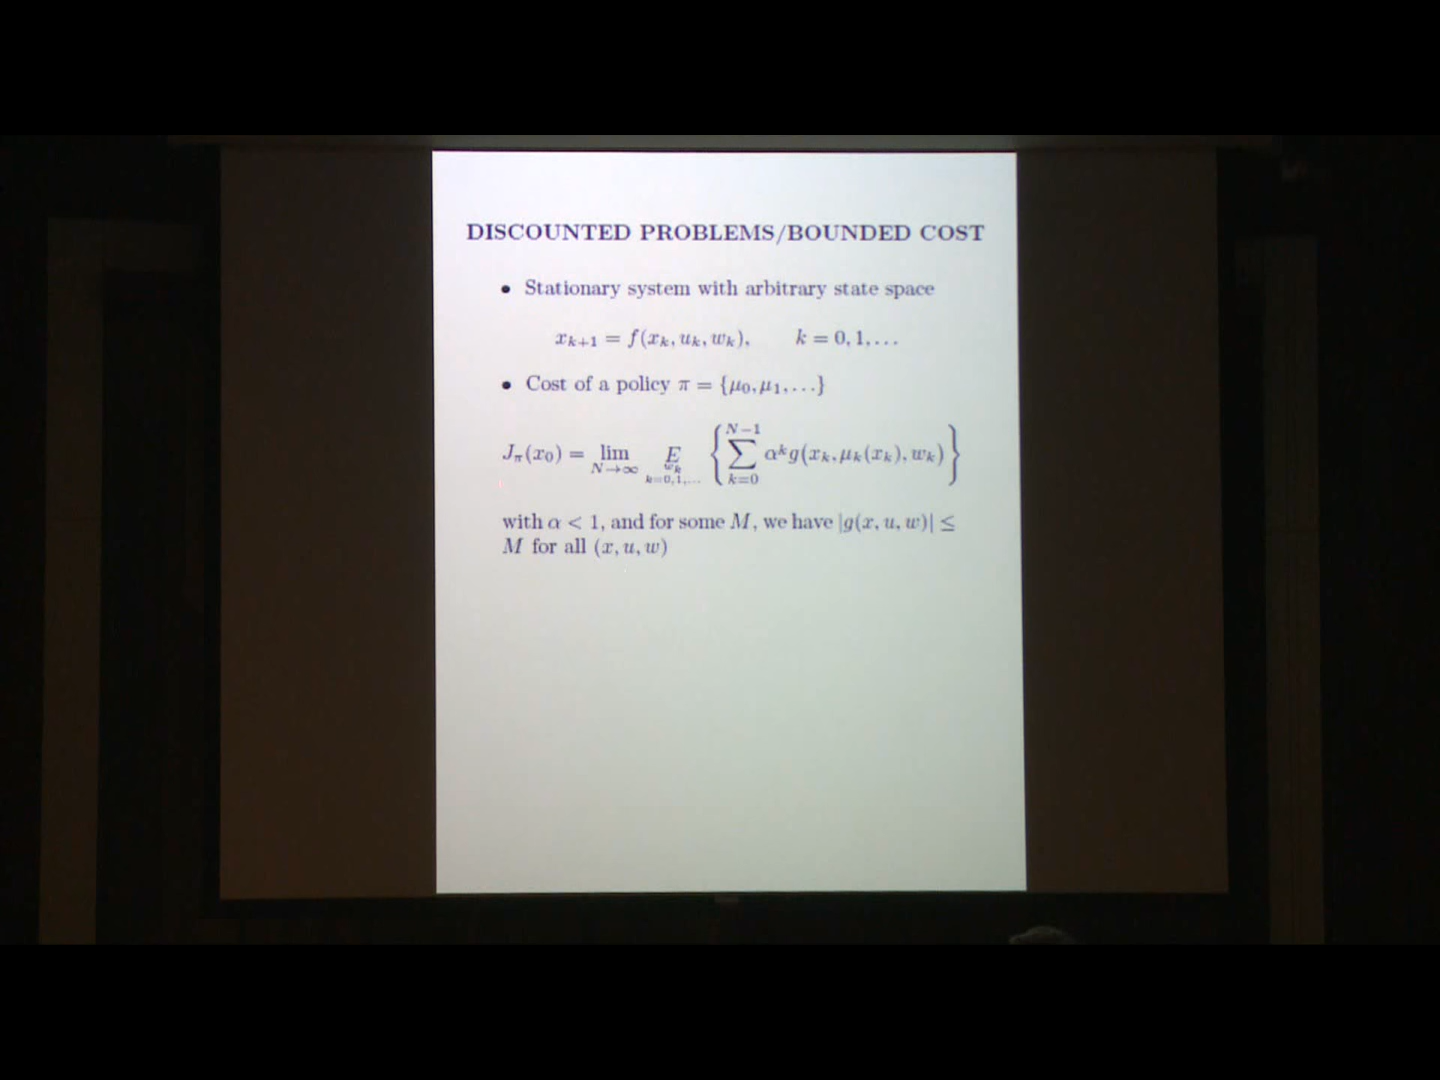 DISCOUNTED PROBLEMS/BOUNDED COST
• Stationary system with arbitrary state space
x_{k+1} = f(x_k, u_k, w_k), k = 0, 1, . . .
• Cost of a policy π = {μ_0, μ_1, . . .}
J_π(x_0) = lim_{N→∞} E_{w_k, k=0,1,...} { ∑_{k=0}^{N−1} α^k g(x_k, μ_k(x_k), w_k) }
with α < 1, and for some M, we have |g(x, u, w)| ≤
M for all (x, u, w)